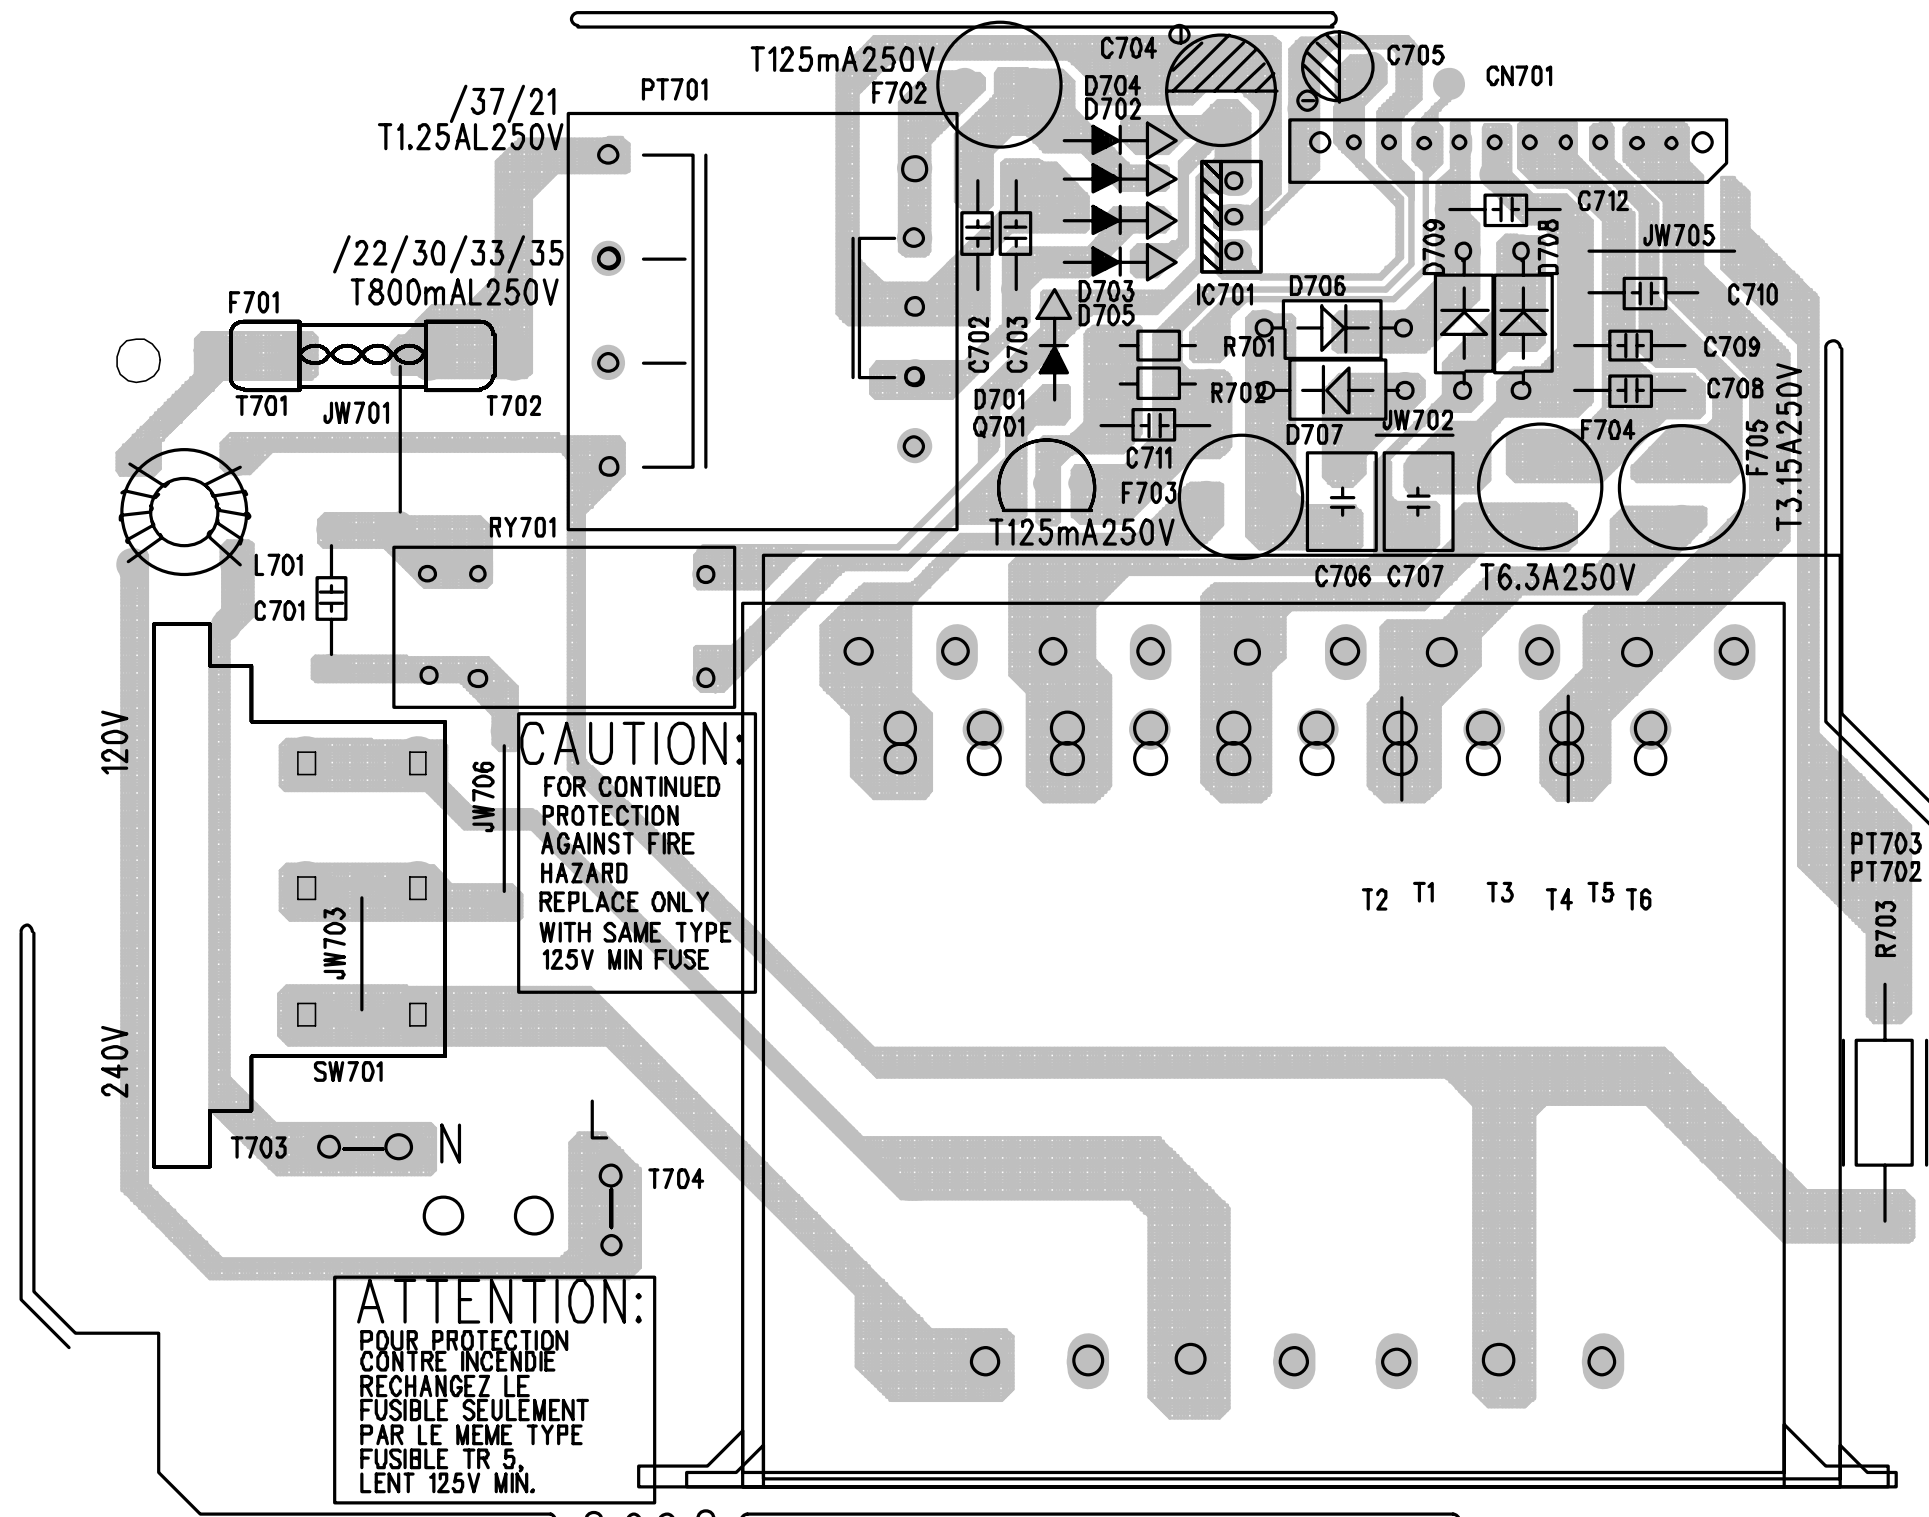 T125mA250V
F702
C704
C705
CN701
D704
D702
/37/21
T1.25AL250V
PT701
/22/30/33/35
T800mAL250V
F701
T701
JW701
T702
C702
C703
D703
D705
IC701
D706
R701
R702
D707
D701
Q701
C711
C712
D709
D708
JW705
C710
C709
C708
JW702
F704
F705
T3.15A250V
F703
T125mA250V
C706
C707
T6.3A250V
RY701
L701
C701
120V
240V
JW706
JW703
SW701
CAUTION:
FOR CONTINUED
PROTECTION
AGAINST FIRE
HAZARD
REPLACE ONLY
WITH SAME TYPE
125V MIN FUSE
T2
T1
T3
T4
T5
T6
PT703
PT702
R703
T703
N
L
T704
ATTENTION:
POUR PROTECTION
CONTRE INCENDIE
RECHANGEZ LE
FUSIBLE SEULEMENT
PAR LE MEME TYPE
FUSIBLE TR 5,
LENT 125V MIN.